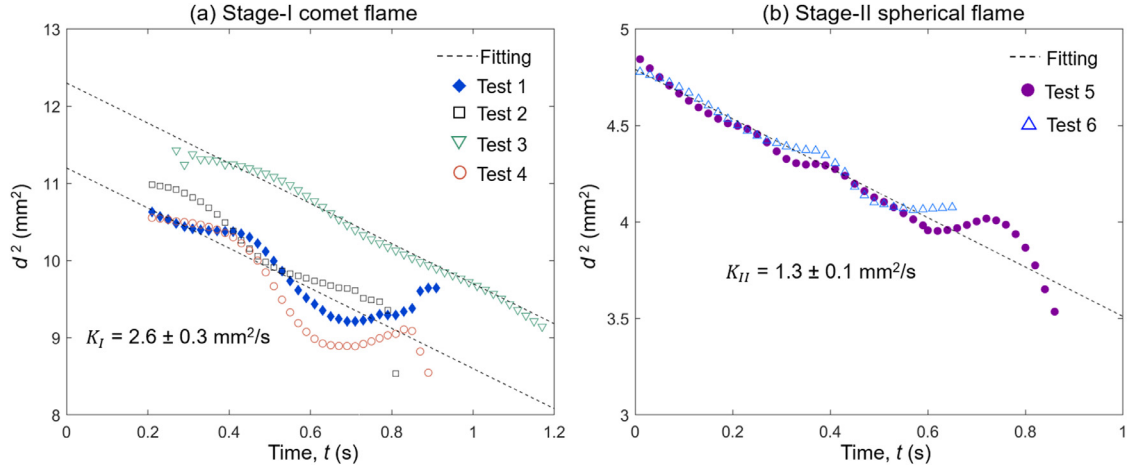 (a) Stage-I comet flame
13
12
11
10
9
8
d² (mm²)
0
0.2
0.4
0.6
0.8
1
1.2
Time, t (s)
Fitting
Test 1
Test 2
Test 3
Test 4
K_I = 2.6 ± 0.3 mm²/s
(b) Stage-II spherical flame
5
4.5
4
3.5
3
d² (mm²)
0
0.2
0.4
0.6
0.8
1
Time, t (s)
Fitting
Test 5
Test 6
K_II = 1.3 ± 0.1 mm²/s